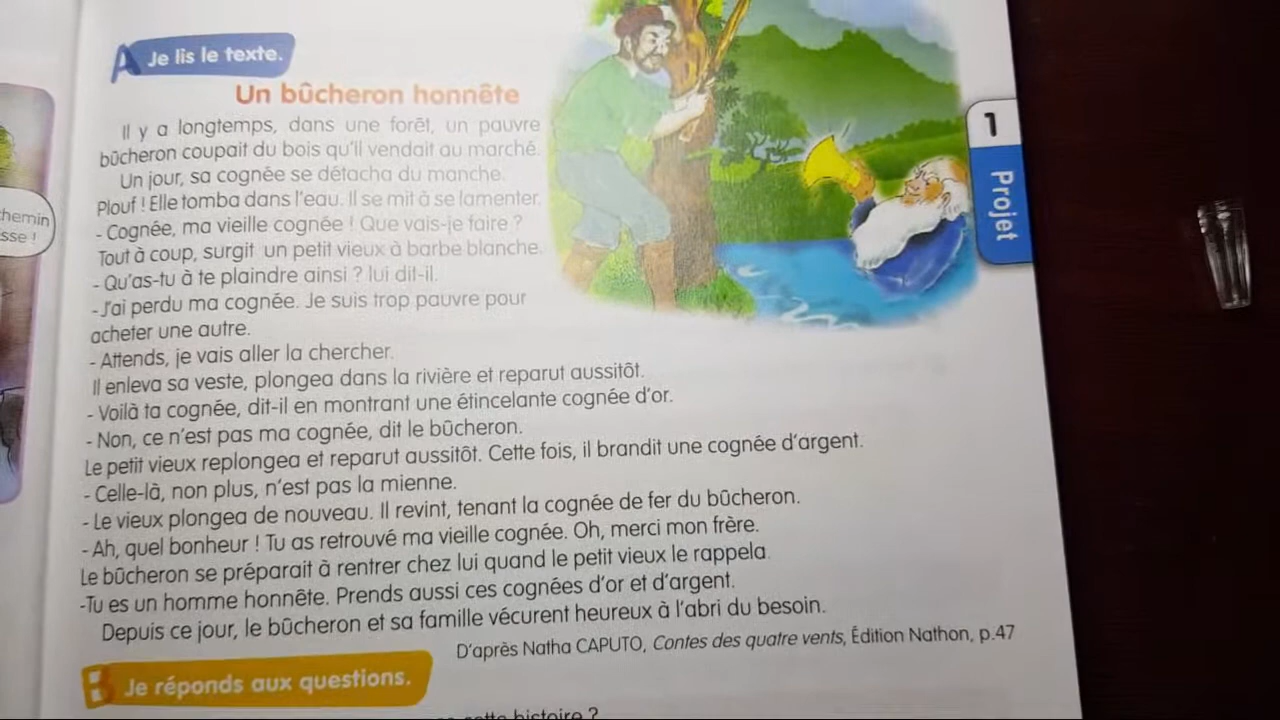 A Je lis le texte.
Un bûcheron honnête
Il y a longtemps, dans une forêt, un pauvre
bûcheron coupait du bois qu'il vendait au marché.
Un jour, sa cognée se détacha du manche.
Plouf ! Elle tomba dans l'eau. Il se mit à se lamenter.
- Cognée, ma vieille cognée ! Que vais-je faire ?
Tout à coup, surgit un petit vieux à barbe blanche.
- Qu'as-tu à te plaindre ainsi ? lui dit-il.
- J'ai perdu ma cognée. Je suis trop pauvre pour
acheter une autre.
- Attends, je vais aller la chercher.
Il enleva sa veste, plongea dans la rivière et reparut aussitôt.
- Voilà ta cognée, dit-il en montrant une étincelante cognée d'or.
- Non, ce n'est pas ma cognée, dit le bûcheron.
Le petit vieux replongea et reparut aussitôt. Cette fois, il brandit une cognée d'argent.
- Celle-là, non plus, n'est pas la mienne.
- Le vieux plongea de nouveau. Il revint, tenant la cognée de fer du bûcheron.
- Ah, quel bonheur ! Tu as retrouvé ma vieille cognée. Oh, merci mon frère.
Le bûcheron se préparait à rentrer chez lui quand le petit vieux le rappela.
-Tu es un homme honnête. Prends aussi ces cognées d'or et d'argent.
Depuis ce jour, le bûcheron et sa famille vécurent heureux à l'abri du besoin.
D'après Natha CAPUTO, Contes des quatre vents, Édition Nathon, p.47
B Je réponds aux questions.
histoire ?
1
Projet
hemin
sse !